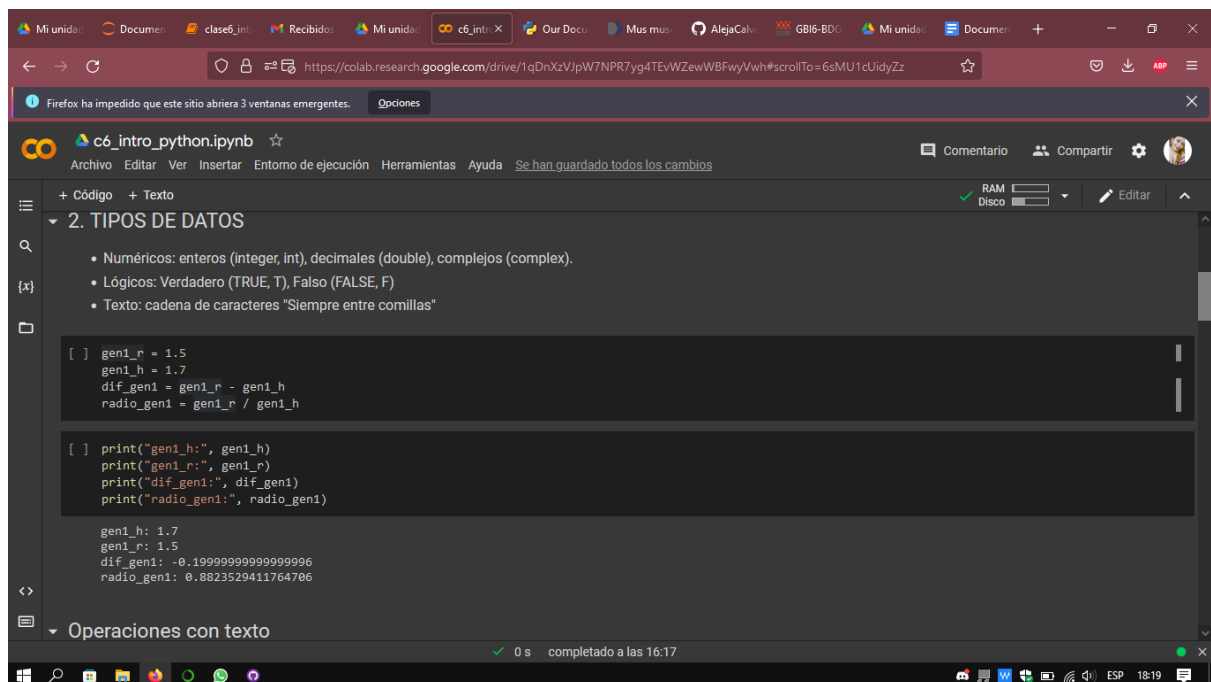 Mi unidad
Documen
clase6_int
Recibidos
Mi unidad
c6_intro
Our Docu
Mus mus
AlejaCalv
GBI6-BDG
Mi unidad
Documen
https://colab.research.google.com/drive/1qDnXzVJpW7NPR7yg4TEvWZewWBFwyVwh#scrollTo=6sMU1cUidyZz
ABP
Firefox ha impedido que este sitio abriera 3 ventanas emergentes. Opciones
c6_intro_python.ipynb
Comentario Compartir
Archivo Editar Ver Insertar Entorno de ejecución Herramientas Ayuda Se han guardado todos los cambios
+ Código + Texto
RAM
Disco
Editar
2. TIPOS DE DATOS
• Numéricos: enteros (integer, int), decimales (double), complejos (complex).
• Lógicos: Verdadero (TRUE, T), Falso (FALSE, F)
• Texto: cadena de caracteres "Siempre entre comillas"
{x}
[ ] gen1_r = 1.5
gen1_h = 1.7
dif_gen1 = gen1_r - gen1_h
radio_gen1 = gen1_r / gen1_h
[ ] print("gen1_h:", gen1_h)
print("gen1_r:", gen1_r)
print("dif_gen1:", dif_gen1)
print("radio_gen1:", radio_gen1)
gen1_h: 1.7
gen1_r: 1.5
dif_gen1: -0.19999999999999996
radio_gen1: 0.8823529411764706
Operaciones con texto
0 s completado a las 16:17
ESP 18:19